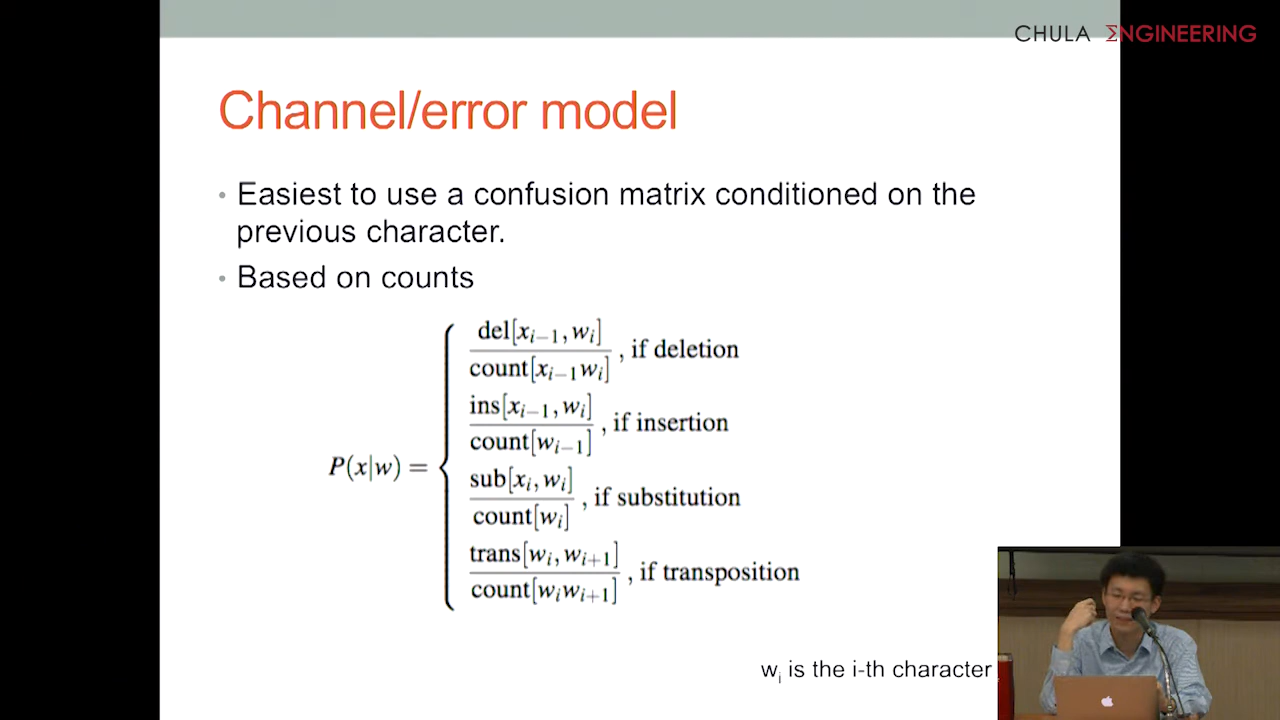 CHULA ΣNGINEERING
Channel/error model
• Easiest to use a confusion matrix conditioned on the
previous character.
• Based on counts
P(x|w) =
del[x_{i−1}, w_i]
count[x_{i−1}w_i]
, if deletion
ins[x_{i−1}, w_i]
count[w_{i−1}]
, if insertion
sub[x_i, w_i]
count[w_i]
, if substitution
trans[w_i, w_{i+1}]
count[w_iw_{i+1}]
, if transposition
w_i is the i-th character